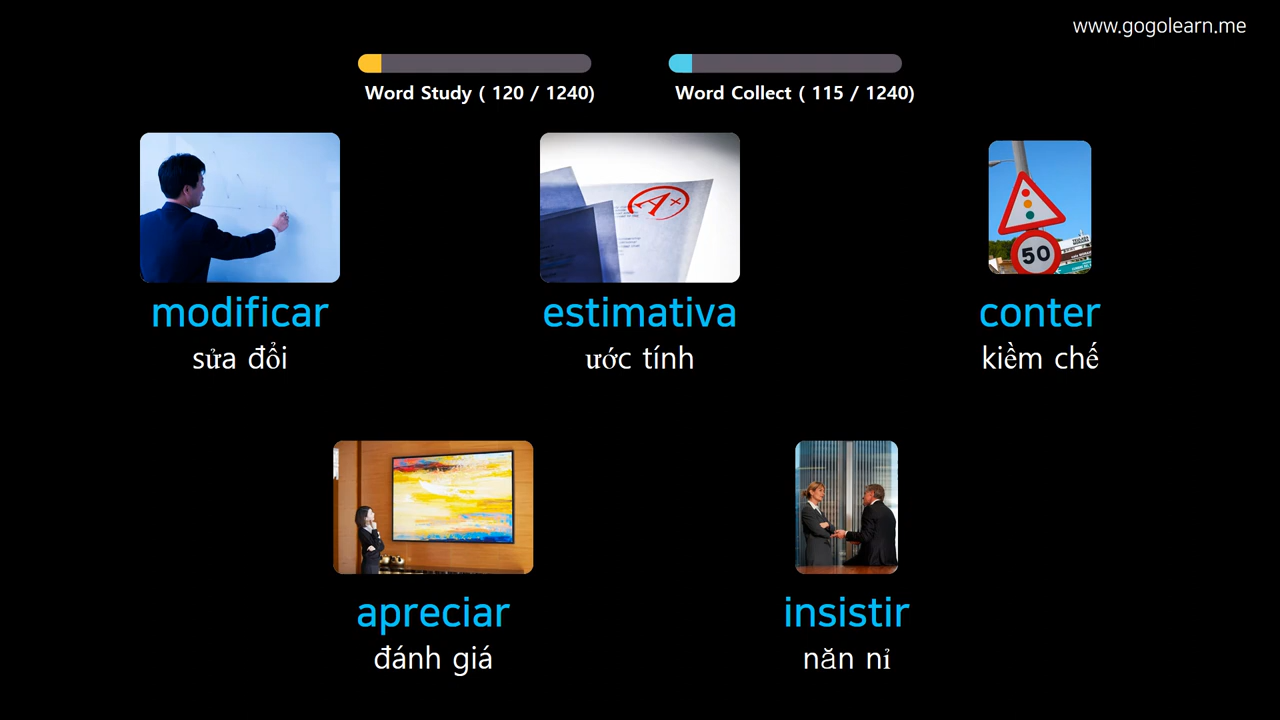 www.gogolearn.me
Word Study ( 120 / 1240)
Word Collect ( 115 / 1240)
A+
50
modificar
estimativa
conter
sửa đổi
ước tính
kiềm chế
apreciar
insistir
đánh giá
năn nỉ